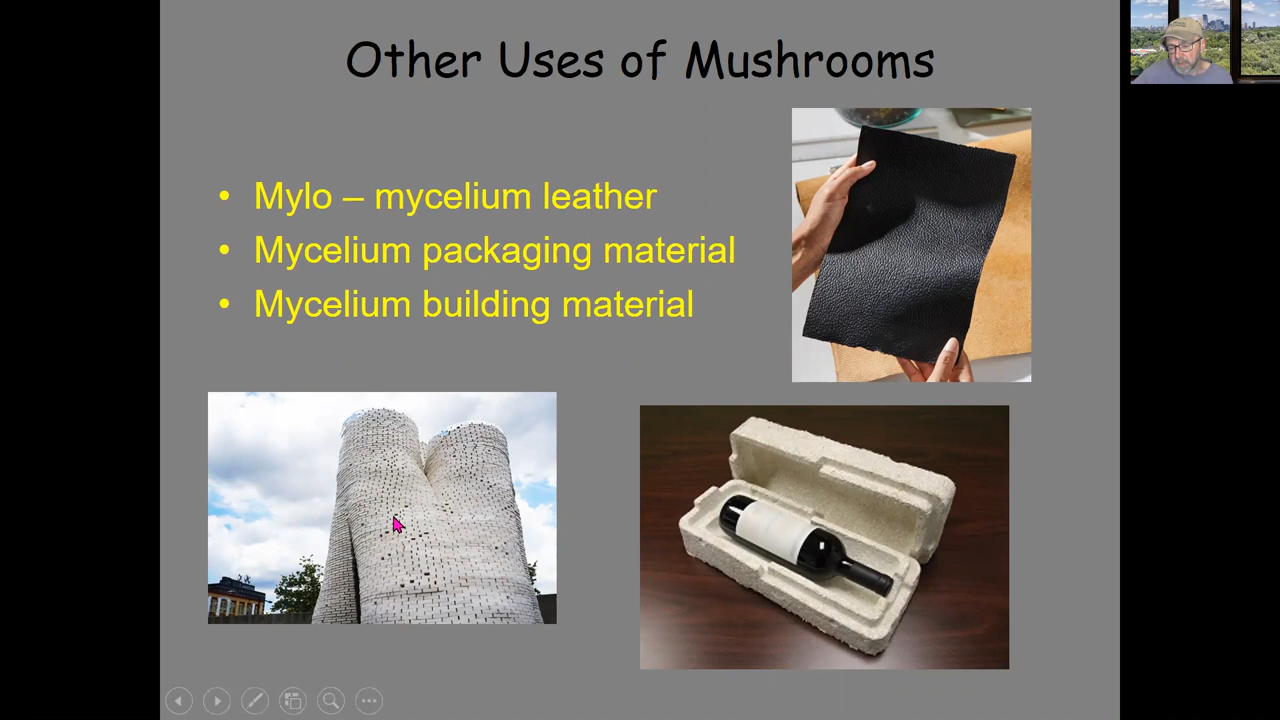 Other Uses of Mushrooms
• Mylo – mycelium leather
• Mycelium packaging material
• Mycelium building material